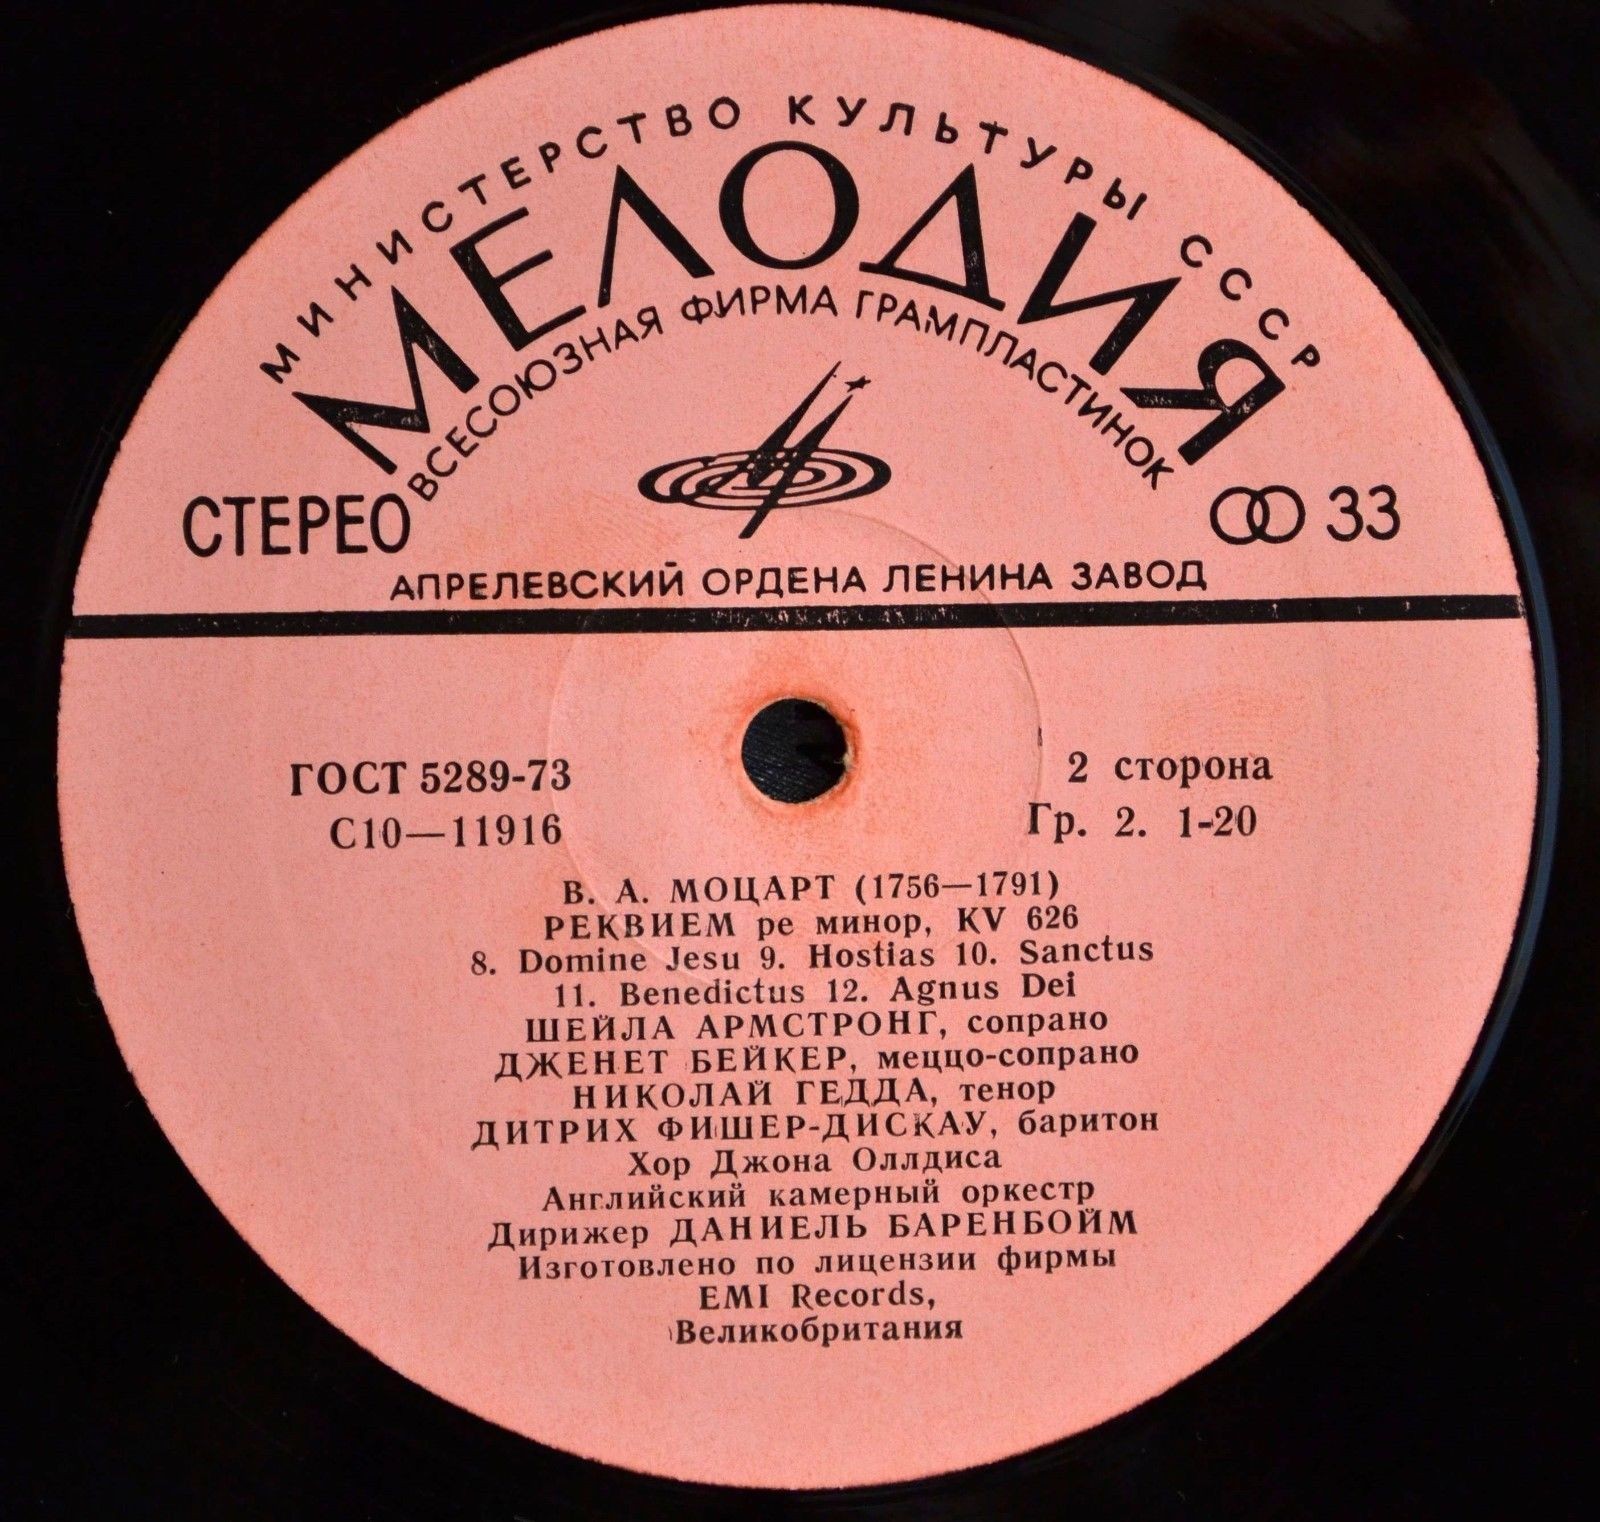 МИНИСТЕРСТВО КУЛЬТУРЫ СССР
МЕЛОДИЯ
ВСЕСОЮЗНАЯ ФИРМА ГРАМПЛАСТИНОК
СТЕРЕО
33
АПРЕЛЕВСКИЙ ОРДЕНА ЛЕНИНА ЗАВОД
ГОСТ 5289-73
2 сторона
С10—11916
Гр. 2. 1-20
В. А. МОЦАРТ (1756—1791)
РЕКВИЕМ ре минор, KV 626
8. Domine Jesu 9. Hostias 10. Sanctus
11. Benedictus 12. Agnus Dei
ШЕЙЛА АРМСТРОНГ, сопрано
ДЖЕНЕТ БЕЙКЕР, меццо-сопрано
НИКОЛАЙ ГЕДДА, тенор
ДИТРИХ ФИШЕР-ДИСКАУ, баритон
Хор Джона Оллдиса
Английский камерный оркестр
Дирижер ДАНИЕЛЬ БАРЕНБОЙМ
Изготовлено по лицензии фирмы
EMI Records,
Великобритания